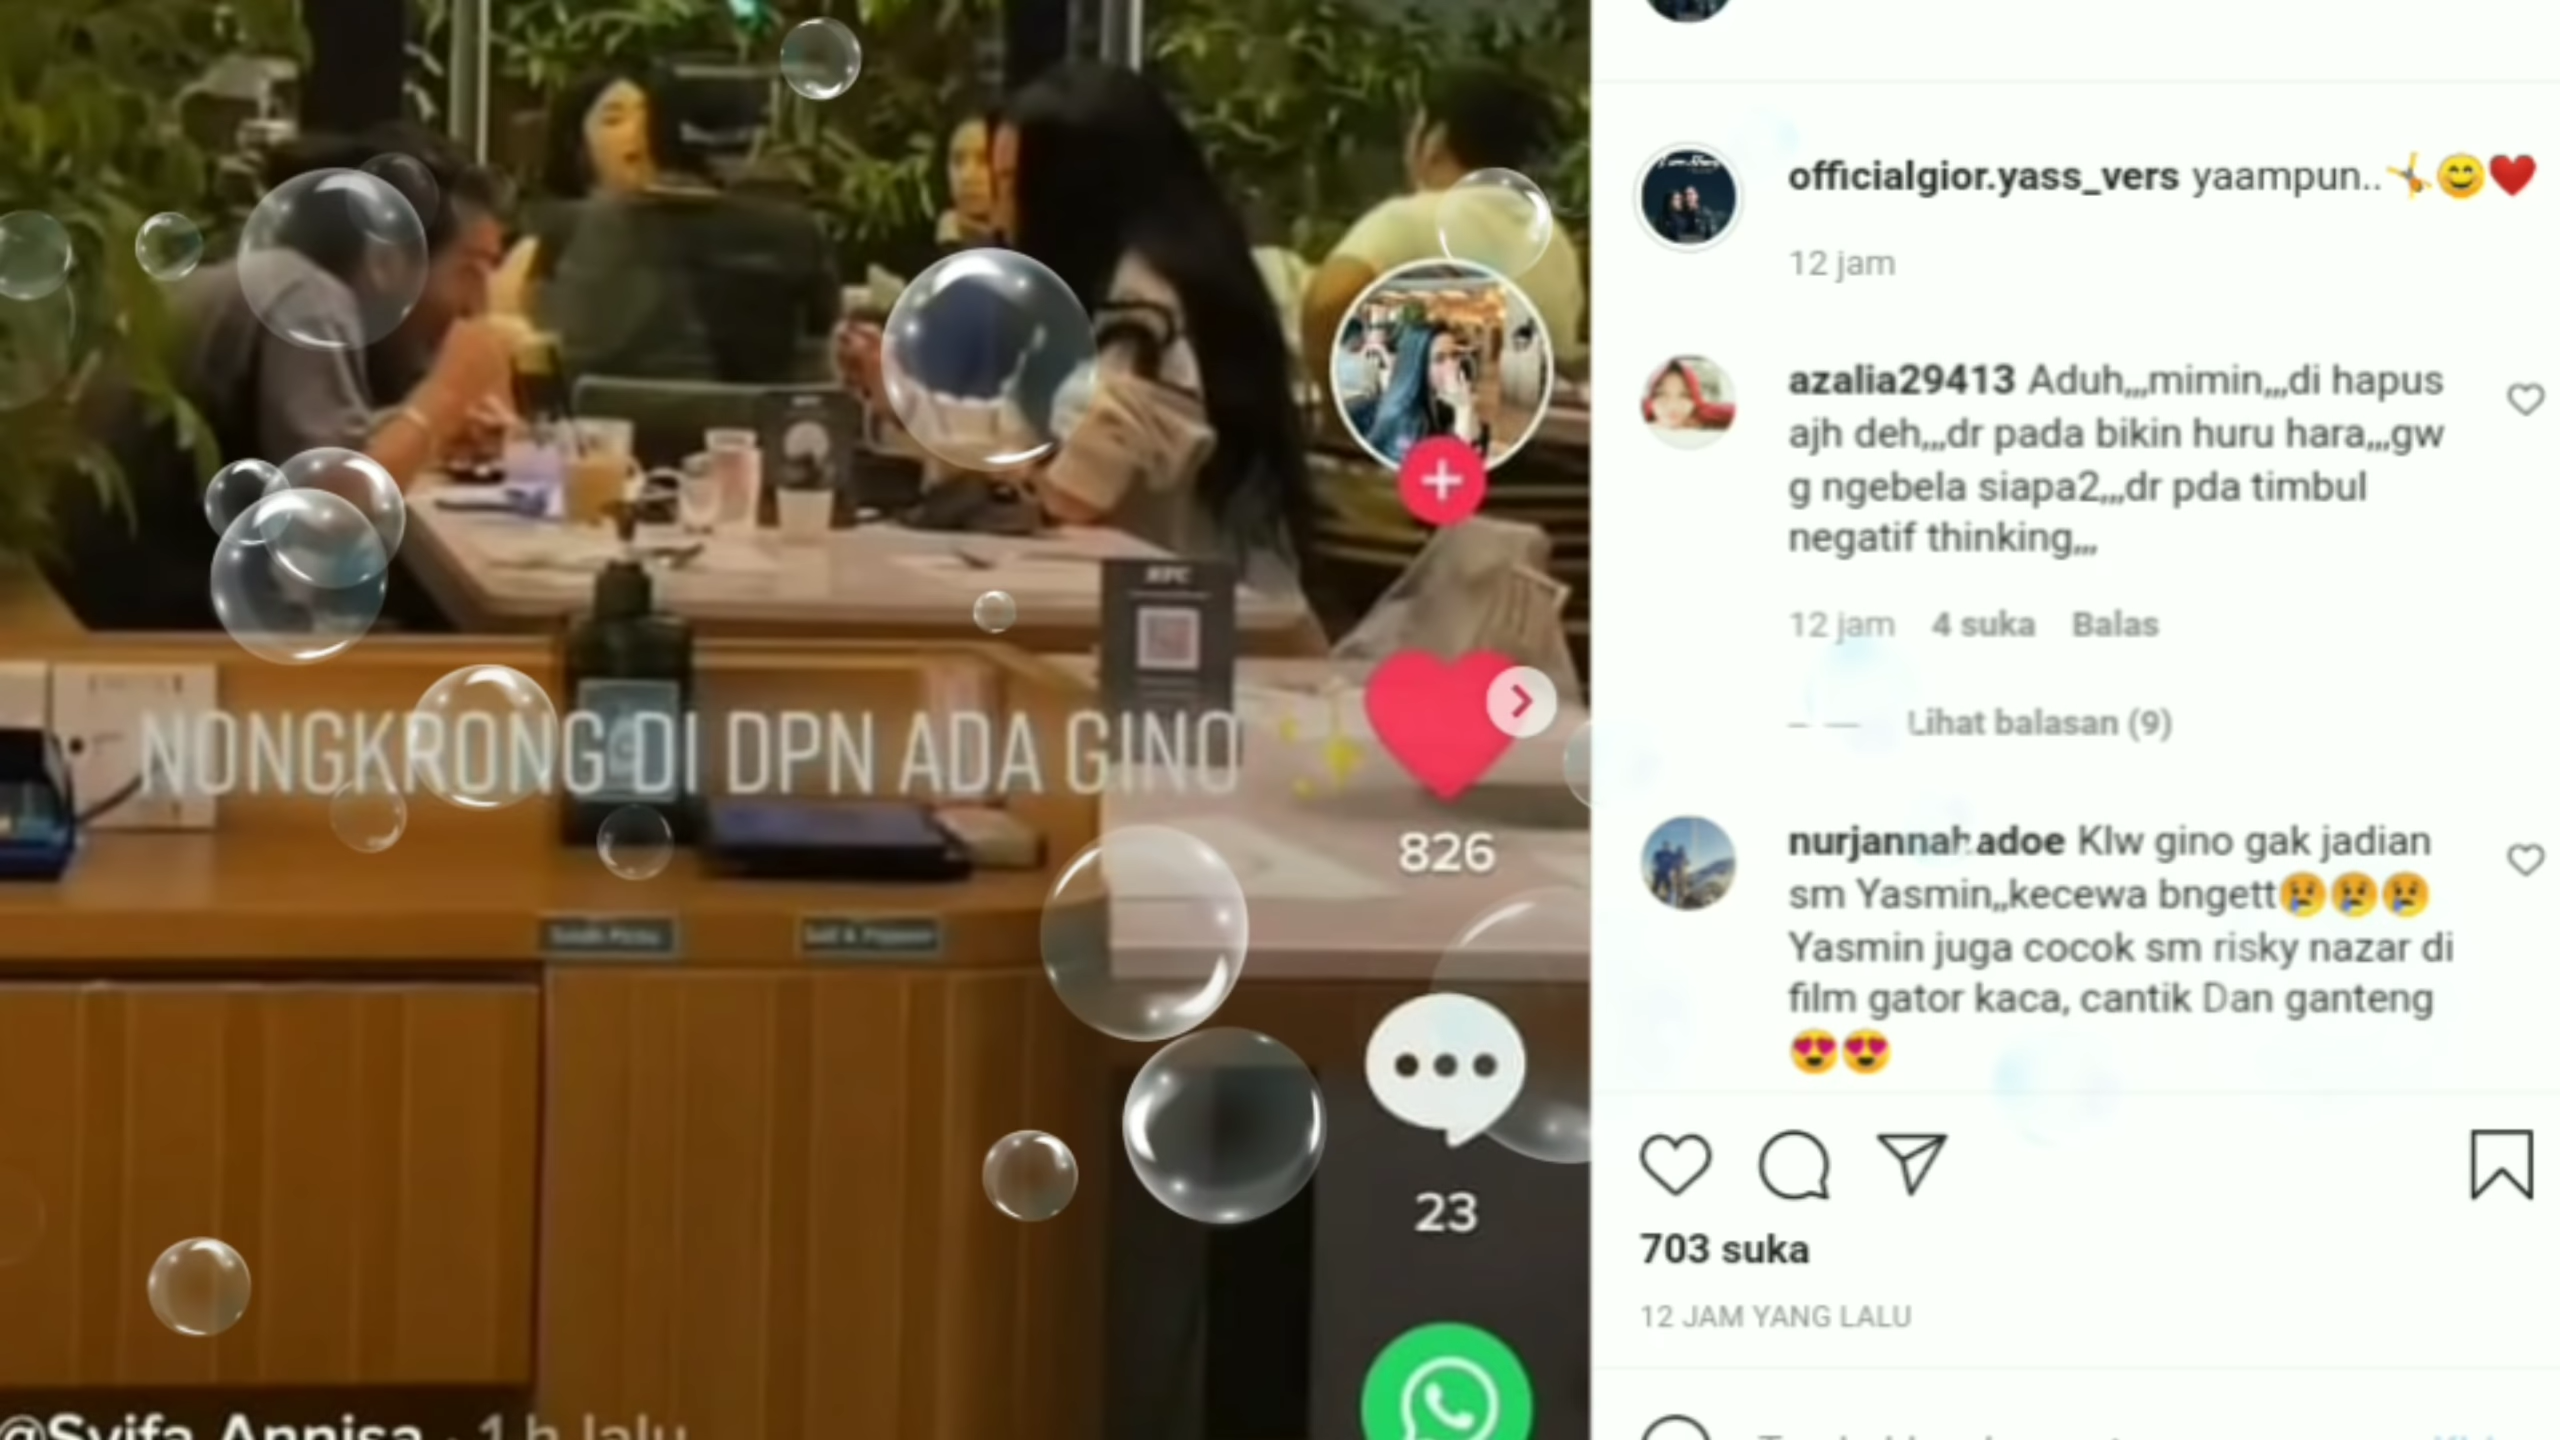 NONGKRONG DI DPN ADA GINO
826
23
@Syifa Annisa · 1 h lalu
officialgior.yass_vers yaampun..🤸😊❤️
12 jam
azalia29413 Aduh,,,mimin,,,di hapus
ajh deh,,,dr pada bikin huru hara,,,gw
g ngebela siapa2,,,dr pda timbul
negatif thinking,,,
12 jam 4 suka Balas
Lihat balasan (9)
nurjannah.adoe Klw gino gak jadian
sm Yasmin,,kecewa bngett😢😢😢
Yasmin juga cocok sm risky nazar di
film gator kaca, cantik Dan ganteng
😍😍
703 suka
12 JAM YANG LALU